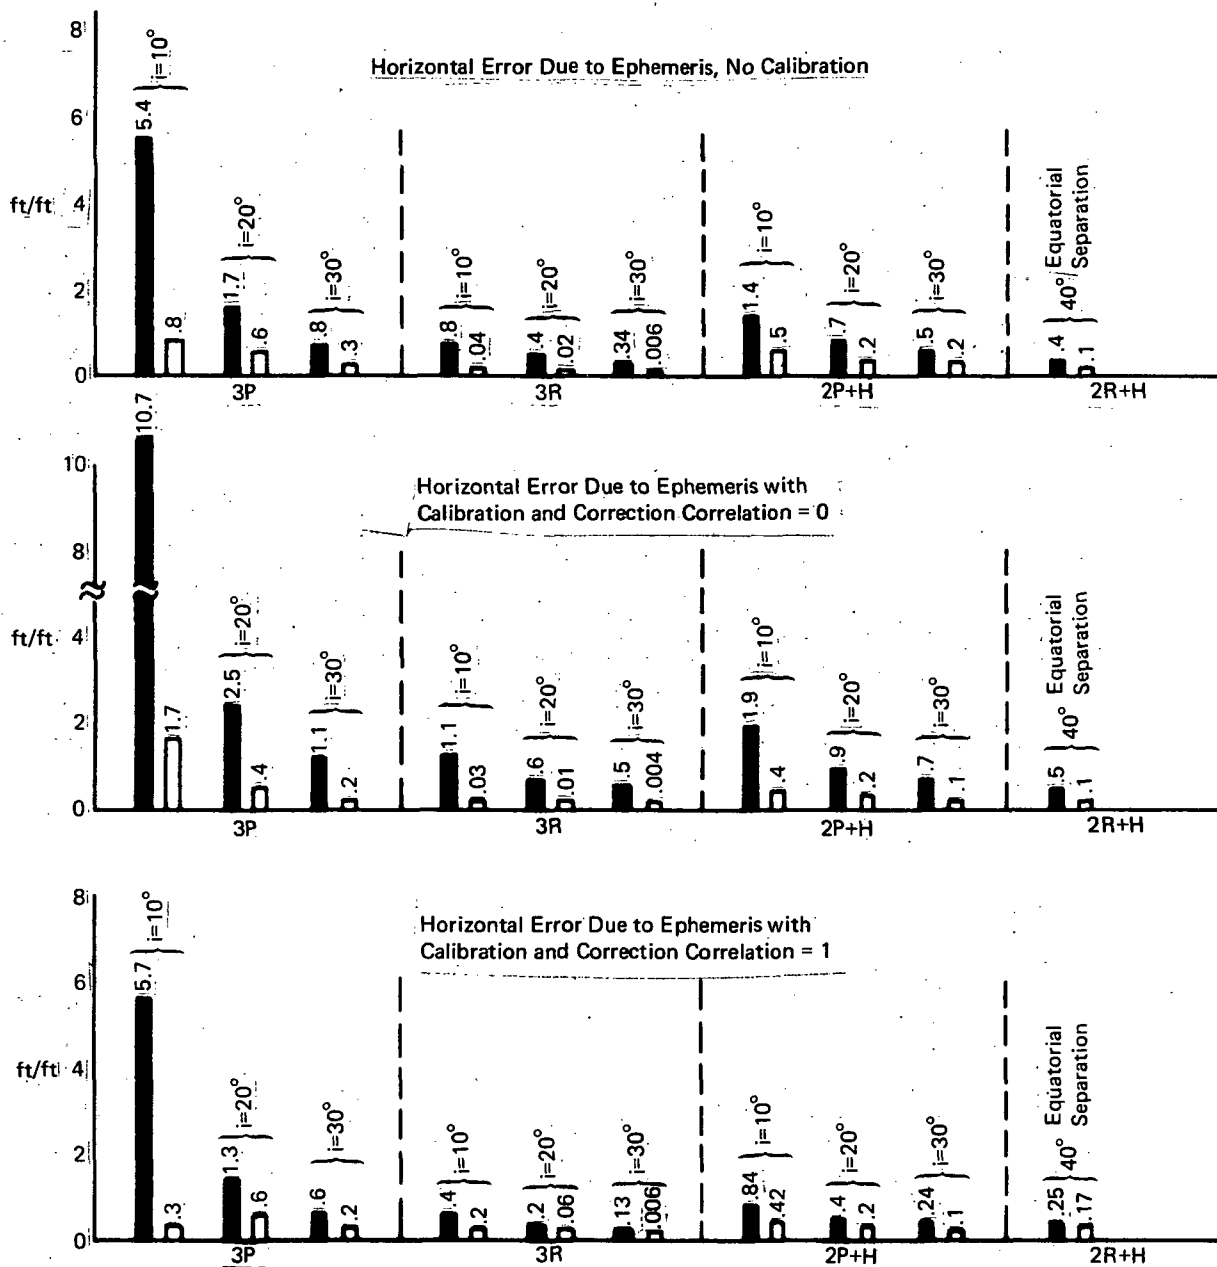 Horizontal Error Due to Ephemeris, No Calibration
8
6
ft/ft 4
2
0
i=10°
5.4
.8
i=20°
1.7
.6
i=30°
.8
.3
i=10°
.8
.04
i=20°
.4
.02
i=30°
.34
.006
i=10°
1.4
.5
i=20°
.7
.2
i=30°
.5
.2
40° Equatorial
Separation
.4
.1
3P
3R
2P+H
2R+H
Horizontal Error Due to Ephemeris with
Calibration and Correction Correlation = 0
10
8
ft/ft 4
2
0
10.7
1.7
i=20°
2.5
.4
i=30°
1.1
.2
i=10°
1.1
.03
i=20°
.6
.01
i=30°
.5
.004
i=10°
1.9
.4
i=20°
.9
.2
i=30°
.7
.1
40° Equatorial
Separation
.5
.1
3P
3R
2P+H
2R+H
Horizontal Error Due to Ephemeris with
Calibration and Correction Correlation = 1
8
6
ft/ft 4
2
0
i=10°
5.7
.3
i=20°
1.3
.6
i=30°
.6
.2
i=10°
.4
.2
i=20°
.2
.06
i=30°
.13
.006
i=10°
.84
.42
i=20°
.4
.2
i=30°
.24
.1
40° Equatorial
Separation
.25
.17
3P
3R
2P+H
2R+H